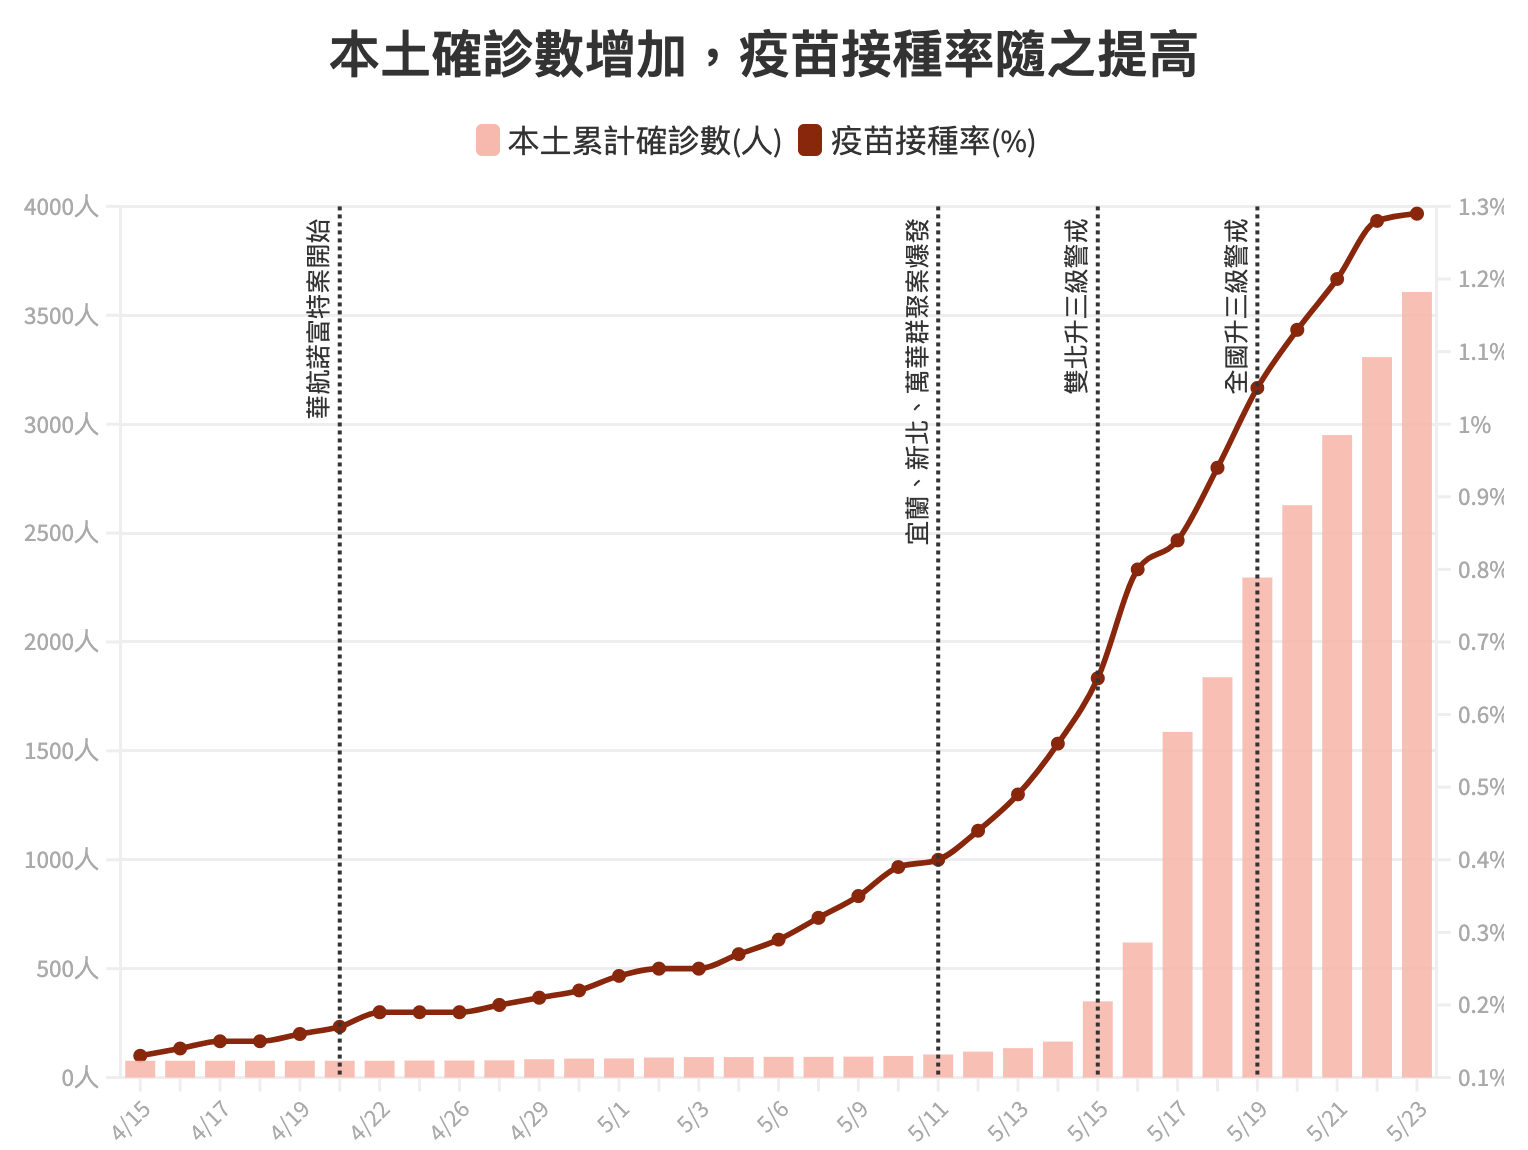 本土確診數增加，疫苗接種率隨之提高
本土累計確診數(人) 疫苗接種率(%)
4000人
3500人
3000人
2500人
2000人
1500人
1000人
500人
0人
華航諾富特案開始
宜蘭、新北、萬華群聚案爆發
雙北升三級警戒
全國升三級警戒
1.3%
1.2%
1.1%
1%
0.9%
0.8%
0.7%
0.6%
0.5%
0.4%
0.3%
0.2%
0.1%
4/15 4/17 4/19 4/22 4/26 4/29 5/1 5/3 5/6 5/9 5/11 5/13 5/15 5/17 5/19 5/21 5/23